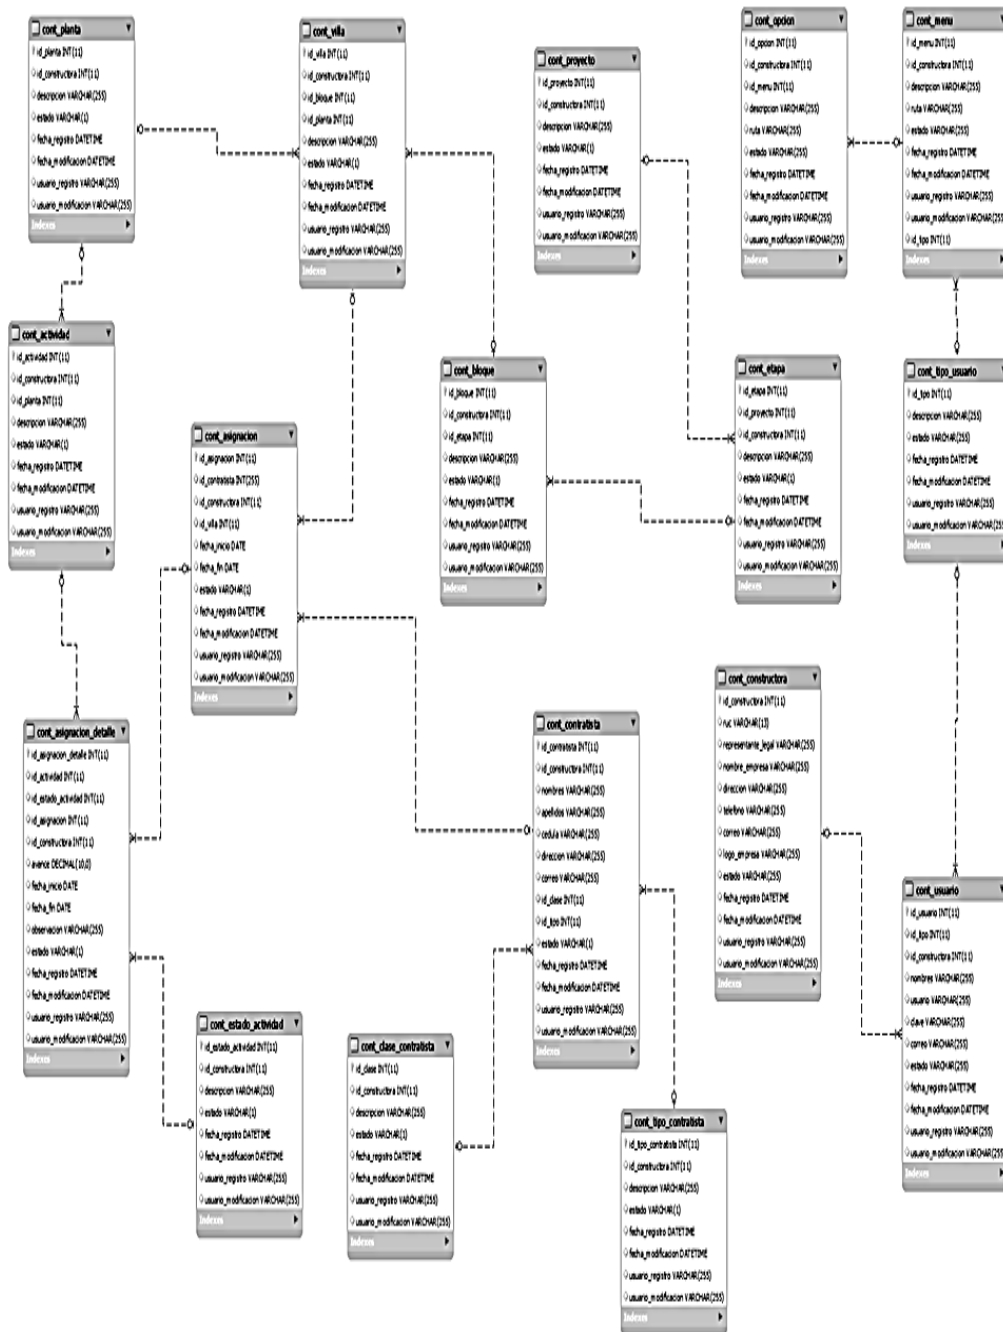 cont_planta
id_planta INT(11)
id_constructora INT(11)
descripcion VARCHAR(255)
estado VARCHAR(1)
fecha_registro DATETIME
fecha_modificacion DATETIME
usuario_registro VARCHAR(255)
usuario_modificacion VARCHAR(255)
Indexes
cont_villa
id_villa INT(11)
id_constructora INT(11)
id_bloque INT(11)
id_planta INT(11)
descripcion VARCHAR(255)
estado VARCHAR(1)
fecha_registro DATETIME
fecha_modificacion DATETIME
usuario_registro VARCHAR(255)
usuario_modificacion VARCHAR(255)
Indexes
cont_proyecto
id_proyecto INT(11)
id_constructora INT(11)
descripcion VARCHAR(255)
estado VARCHAR(1)
fecha_registro DATETIME
fecha_modificacion DATETIME
usuario_registro VARCHAR(255)
usuario_modificacion VARCHAR(255)
Indexes
cont_opcion
id_opcion INT(11)
id_constructora INT(11)
id_menu INT(11)
descripcion VARCHAR(255)
ruta VARCHAR(255)
estado VARCHAR(255)
fecha_registro DATETIME
fecha_modificacion DATETIME
usuario_registro VARCHAR(255)
usuario_modificacion VARCHAR(255)
Indexes
cont_menu
id_menu INT(11)
id_constructora INT(11)
descripcion VARCHAR(255)
ruta VARCHAR(255)
estado VARCHAR(255)
fecha_registro DATETIME
fecha_modificacion DATETIME
usuario_registro VARCHAR(255)
usuario_modificacion VARCHAR(255)
id_tipo INT(11)
Indexes
cont_actividad
id_actividad INT(11)
id_constructora INT(11)
id_planta INT(11)
descripcion VARCHAR(255)
estado VARCHAR(1)
fecha_registro DATETIME
fecha_modificacion DATETIME
usuario_registro VARCHAR(255)
usuario_modificacion VARCHAR(255)
Indexes
cont_asignacion
id_asignacion INT(11)
id_contratista INT(255)
id_constructora INT(11)
id_villa INT(11)
fecha_inicio DATE
fecha_fin DATE
estado VARCHAR(1)
fecha_registro DATETIME
fecha_modificacion DATETIME
usuario_registro VARCHAR(255)
usuario_modificacion VARCHAR(255)
Indexes
cont_bloque
id_bloque INT(11)
id_constructora INT(11)
id_etapa INT(11)
descripcion VARCHAR(255)
estado VARCHAR(1)
fecha_registro DATETIME
fecha_modificacion DATETIME
usuario_registro VARCHAR(255)
usuario_modificacion VARCHAR(255)
Indexes
cont_etapa
id_etapa INT(11)
id_proyecto INT(11)
id_constructora INT(11)
descripcion VARCHAR(255)
estado VARCHAR(1)
fecha_registro DATETIME
fecha_modificacion DATETIME
usuario_registro VARCHAR(255)
usuario_modificacion VARCHAR(255)
Indexes
cont_tipo_usuario
id_tipo INT(11)
descripcion VARCHAR(255)
estado VARCHAR(255)
fecha_registro DATETIME
fecha_modificacion DATETIME
usuario_registro VARCHAR(255)
usuario_modificacion VARCHAR(255)
Indexes
cont_asignacion_detalle
id_asignacion_detalle INT(11)
id_actividad INT(11)
id_estado_actividad INT(11)
id_asignacion INT(11)
id_constructora INT(11)
avance DECIMAL(10,0)
fecha_inicio DATE
fecha_fin DATE
observacion VARCHAR(255)
estado VARCHAR(1)
fecha_registro DATETIME
fecha_modificacion DATETIME
usuario_registro VARCHAR(255)
usuario_modificacion VARCHAR(255)
Indexes
cont_contratista
id_contratista INT(11)
id_constructora INT(11)
nombres VARCHAR(255)
apellidos VARCHAR(255)
cedula VARCHAR(255)
direccion VARCHAR(255)
correo VARCHAR(255)
id_clase INT(11)
id_tipo INT(11)
estado VARCHAR(1)
fecha_registro DATETIME
fecha_modificacion DATETIME
usuario_registro VARCHAR(255)
usuario_modificacion VARCHAR(255)
Indexes
cont_constructora
id_constructora INT(11)
ruc VARCHAR(13)
representante_legal VARCHAR(255)
nombre_empresa VARCHAR(255)
direccion VARCHAR(255)
telefono VARCHAR(255)
correo VARCHAR(255)
logo_empresa VARCHAR(255)
estado VARCHAR(255)
fecha_registro DATETIME
fecha_modificacion DATETIME
usuario_registro VARCHAR(255)
usuario_modificacion VARCHAR(255)
Indexes
cont_usuario
id_usuario INT(11)
id_tipo INT(11)
id_constructora INT(11)
nombres VARCHAR(255)
usuario VARCHAR(255)
clave VARCHAR(255)
correo VARCHAR(255)
estado VARCHAR(255)
fecha_registro DATETIME
fecha_modificacion DATETIME
usuario_registro VARCHAR(255)
usuario_modificacion VARCHAR(255)
Indexes
cont_estado_actividad
id_estado_actividad INT(11)
id_constructora INT(11)
descripcion VARCHAR(255)
estado VARCHAR(1)
fecha_registro DATETIME
fecha_modificacion DATETIME
usuario_registro VARCHAR(255)
usuario_modificacion VARCHAR(255)
Indexes
cont_clase_contratista
id_clase INT(11)
id_constructora INT(11)
descripcion VARCHAR(255)
estado VARCHAR(1)
fecha_registro DATETIME
fecha_modificacion DATETIME
usuario_registro VARCHAR(255)
usuario_modificacion VARCHAR(255)
Indexes
cont_tipo_contratista
id_tipo_contratista INT(11)
id_constructora INT(11)
descripcion VARCHAR(255)
estado VARCHAR(1)
fecha_registro DATETIME
fecha_modificacion DATETIME
usuario_registro VARCHAR(255)
usuario_modificacion VARCHAR(255)
Indexes